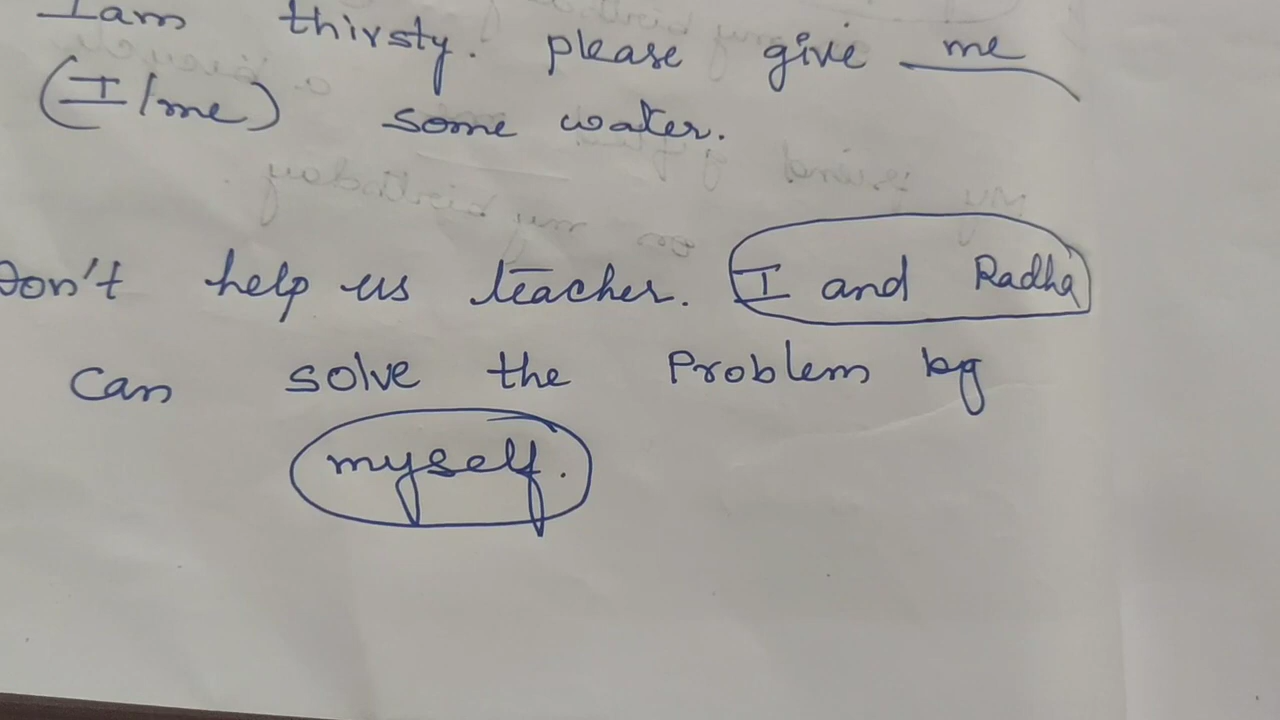 I am thirsty. please give me
(I/me) some water.
Don't help us teacher. I and Radha
can solve the Problem by
myself.